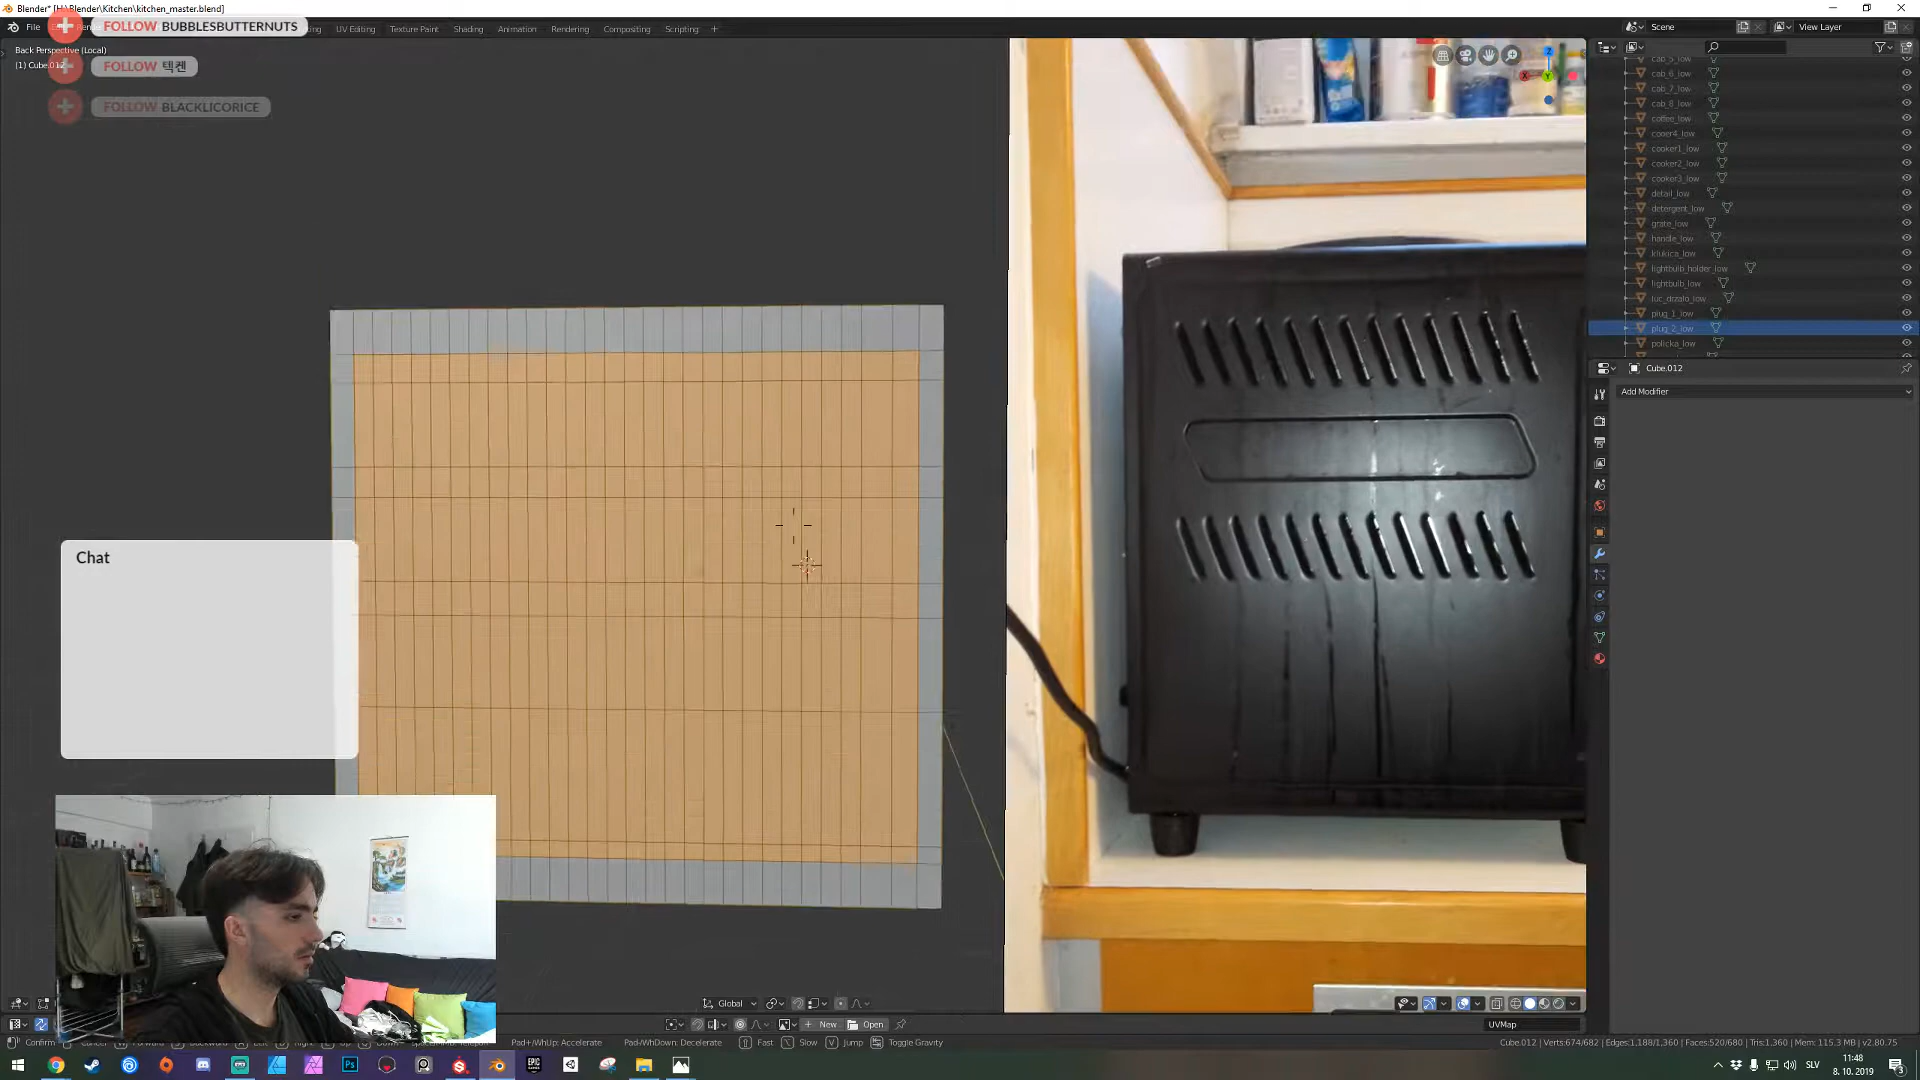 Blender* [H:\Blender\Kitchen\kitchen_master.blend]
File
UV Editing
Texture Paint
Shading
Animation
Rendering
Compositing
Scripting
Scene
View Layer
FOLLOW BUBBLESBUTTERNUTS
Back Perspective (Local)
(1) Cube.012
FOLLOW 텍켄
FOLLOW BLACKLICORICE
cab_5_low
cab_6_low
cab_7_low
cab_8_low
coffee_low
cooer4_low
cooker1_low
cooker2_low
cooker3_low
detail_low
detergent_low
grate_low
handle_low
klukica_low
lightbulb_holder_low
lightbulb_low
luc_drzalo_low
plug_1_low
plug_2_low
policka_low
Cube.012
Add Modifier
Chat
Global
New
Open
UVMap
Confirm
Pad+/WhUp: Accelerate
Pad-/WhDown: Decelerate
Fast
Slow
Jump
Toggle Gravity
Cube.012 | Verts:674/682 | Edges:1,188/1,360 | Faces:520/680 | Tris:1,360 | Mem: 115.3 MB | v2.80.75
SLV
11:48
8. 10. 2019